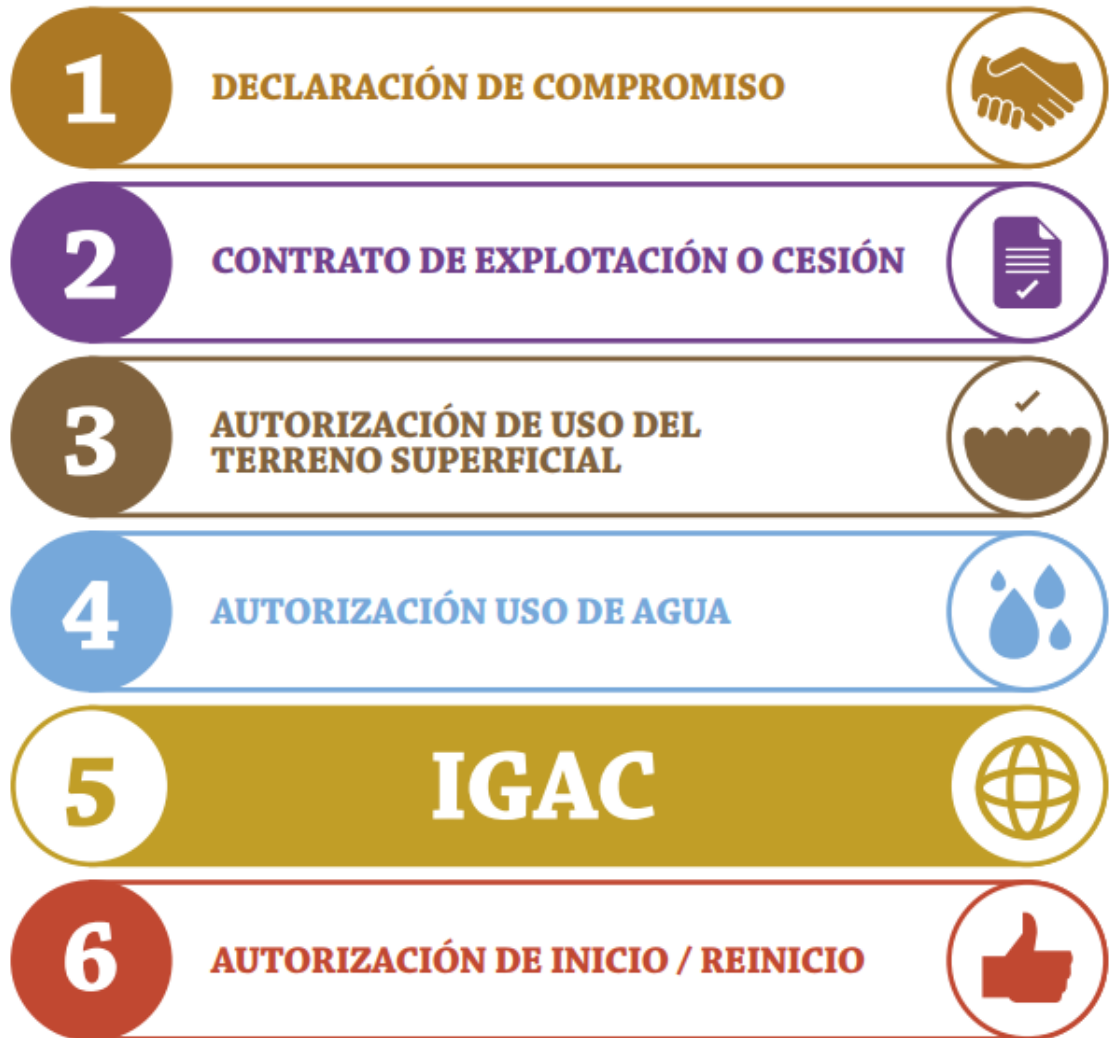 1
DECLARACIÓN DE COMPROMISO
2
CONTRATO DE EXPLOTACIÓN O CESIÓN
3
AUTORIZACIÓN DE USO DEL
TERRENO SUPERFICIAL
4
AUTORIZACIÓN USO DE AGUA
5
IGAC
6
AUTORIZACIÓN DE INICIO / REINICIO